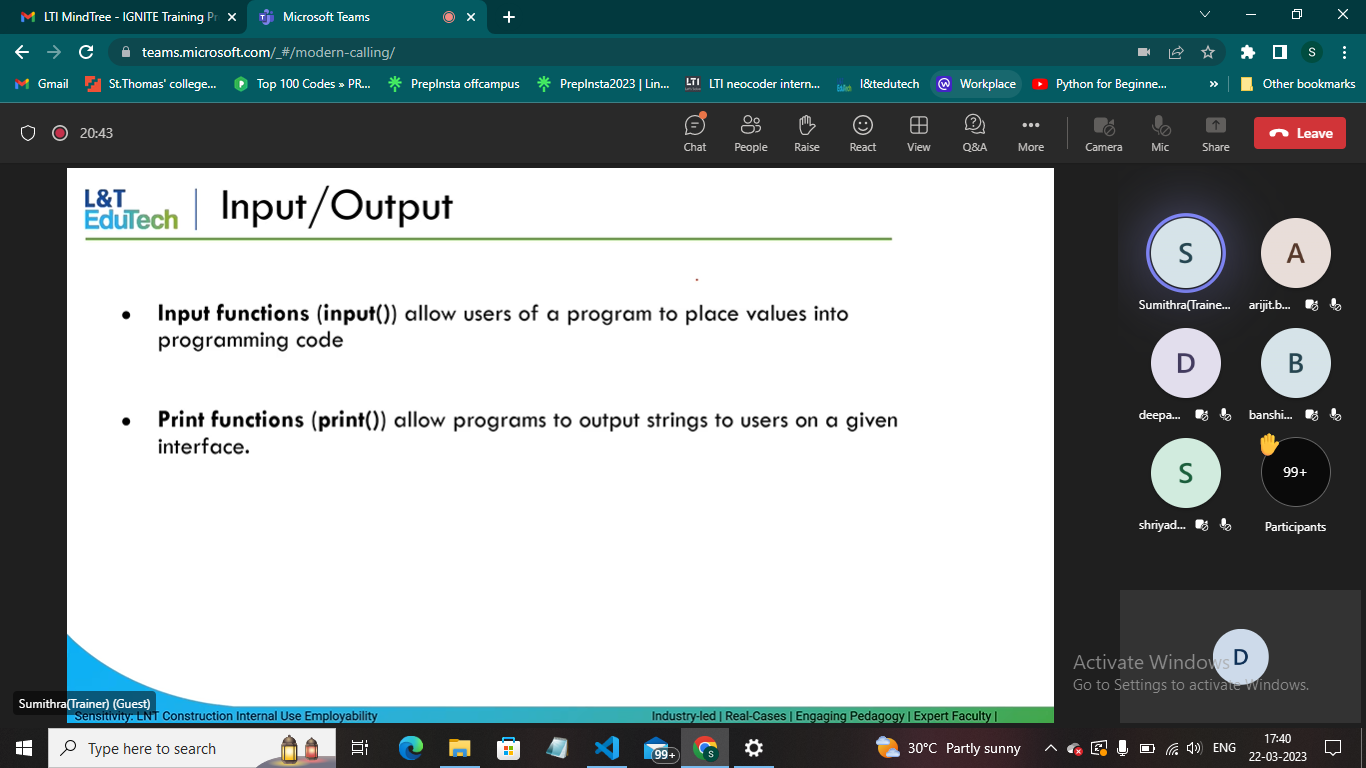 LTI MindTree - IGNITE Training Pr
Microsoft Teams
teams.microsoft.com/_#/modern-calling/
S
Gmail
St.Thomas' college...
Top 100 Codes » PR...
PrepInsta offcampus
PrepInsta2023 | Lin...
LTI neocoder intern...
l&tedutech
Workplace
Python for Beginne...
»
Other bookmarks
20:43
Chat
People
Raise
React
View
Q&A
More
Camera
Mic
Share
Leave
L&T
EduTech
Input/Output
• Input functions (input()) allow users of a program to place values into
programming code
• Print functions (print()) allow programs to output strings to users on a given
interface.
S
A
Sumithra(Traine...
arijit.b...
D
B
deepa...
banshi...
S
99+
shriyad...
Participants
D
Activate Windows
Go to Settings to activate Windows.
Sumithra(Trainer) (Guest)
Sensitivity: LNT Construction Internal Use Employability
Industry-led | Real-Cases | Engaging Pedagogy | Expert Faculty |
Type here to search
99+
S
30°C Partly sunny
ENG
17:40
22-03-2023